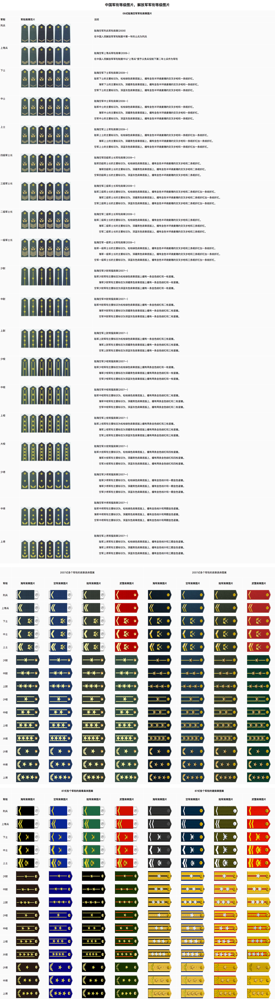 中国军衔等级图片，解放军军衔等级图片
09式陆海空军军衔肩章图片
军衔 军衔肩章图片 说明
列兵
陆海空军列兵军衔肩章(2009)
在中国人民解放军军衔制度中第一年的士兵为列兵
上等兵
陆海空军上等兵军衔肩章(2009–)
在中国人民解放军军衔制度中以“上等兵”授予义务兵役制下第二年士兵作为军衔
下士
陆海空军下士军衔肩章(2009—)
陆军下士的主要标识为，松枝绿色肩章底版上，缀有金色半环绕麦穗的交叉步枪和一条细折杠。
海军下士的主要标识为，深藏青色肩章底版上，缀有金色半环绕麦穗的交叉步枪和一条细折杠。
空军下士的主要标识为，深蓝灰色肩章底版上，缀有金色半环绕麦穗的交叉步枪和一条细折杠。
中士
陆海空军中士军衔肩章(2009—)
陆军中士的主要标识为，松枝绿色肩章底版上，缀有金色半环绕麦穗的交叉步枪和一条粗折杠。
海军中士的主要标识为，深藏青色肩章底版上，缀有金色半环绕麦穗的交叉步枪和一条粗折杠。
空军中士的主要标识为，深蓝灰色肩章底版上，缀有金色半环绕麦穗的交叉步枪和一条粗折杠。
上士
陆海空军上士军衔肩章(2009—)
陆军上士的主要标识为，松枝绿色肩章底版上，缀有金色半环绕麦穗的交叉步枪和一条粗折杠加一条细折杠。
海军上士的主要标识为，深藏青色肩章底版上，缀有金色半环绕麦穗的交叉步枪和一条粗折杠加一条细折杠。
空军上士的主要标识为，深蓝灰色肩章底版上，缀有金色半环绕麦穗的交叉步枪和一条粗折杠加一条细折杠。
四级军士长
陆海空军四级军士长军衔肩章(2009—)
陆军四级军士长的主要标识为，松枝绿色肩章底版上，缀有金色半环绕麦穗的交叉步枪和二条粗折杠。
海军四级军士长的主要标识为，深藏青色肩章底版上，缀有金色半环绕麦穗的交叉步枪和二条粗折杠。
空军四级军士长的主要标识为，深蓝灰色肩章底版上，缀有金色半环绕麦穗的交叉步枪和二条粗折杠。
三级军士长
陆海空军三级军士长军衔肩章(2009—)
陆军三级军士长的主要标识为，松枝绿色肩章底版上，缀有金色半环绕麦穗的交叉步枪和二条粗折杠加一条细折杠。
海军三级军士长的主要标识为，深藏青色肩章底版上，缀有金色半环绕麦穗的交叉步枪和二条粗折杠加一条细折杠。
空军三级军士长的主要标识为，深蓝灰色肩章底版上，缀有金色半环绕麦穗的交叉步枪和二条粗折杠加一条细折杠。
二级军士长
陆海空军二级军士长军衔肩章(2009—)
陆军二级军士长的主要标识为，松枝绿色肩章底版上，缀有金色半环绕麦穗的交叉步枪和三条粗折杠。
海军二级军士长的主要标识为，深藏青色肩章底版上，缀有金色半环绕麦穗的交叉步枪和三条粗折杠。
空军二级军士长的主要标识为，深蓝灰色肩章底版上，缀有金色半环绕麦穗的交叉步枪和三条粗折杠。
一级军士长
陆海空军一级军士长军衔肩章(2009—)
陆军一级军士长的主要标识为，松枝绿色肩章底版上，缀有金色半环绕麦穗的交叉步枪和三条粗折杠加一条细折杠。
海军一级军士长的主要标识为，深藏青色肩章底版上，缀有金色半环绕麦穗的交叉步枪和三条粗折杠加一条细折杠。
空军一级军士长的主要标识为，深蓝灰色肩章底版上，缀有金色半环绕麦穗的交叉步枪和三条粗折杠加一条细折杠。
少尉
陆海空军少尉常服肩章(2007—)
陆军少尉军衔主要标志为松枝绿色肩章底版上缀有一条金色细杠和一枚星徽。
海军少尉军衔主要标志为深藏青色肩章底版上缀有一条金色细杠和一枚星徽。
空军少尉军衔主要标志为深蓝灰色肩章底版上缀有一条金色细杠和一枚星徽。
中尉
陆海空军中尉常服肩章(2007—)
陆军中尉军衔主要标识为松枝绿色肩章底版上缀有一条金色细杠和二枚星徽。
海军中尉军衔主要标识为深藏青色肩章底版上缀有一条金色细杠和二枚星徽。
空军中尉军衔主要标识为深蓝灰色肩章底版上缀有一条金色细杠和二枚星徽。
上尉
陆海空军上尉常服肩章(2007—)
陆军上尉军衔主要标志为松枝绿色肩章底版上缀有一条金色细杠和三枚星徽。
海军上尉军衔主要标志为深藏青色肩章底版上缀有一条金色细杠和三枚星徽。
空军上尉军衔主要标志为深蓝灰色肩章底版上缀有一条金色细杠和三枚星徽。
少校
陆海空军少校常服肩章(2007—)
陆军少校军衔主要标志为松枝绿色肩章底版上缀有两条金色细杠和一枚星徽。
海军少校军衔主要标志为深藏青色肩章底版上缀有两条金色细杠和一枚星徽。
空军少校军衔主要标志为深蓝灰色肩章底版上缀有两条金色细杠和一枚星徽。
中校
陆海空军中校常服肩章(2007—)
陆军中校军衔主要标识为，松枝绿色肩章底版上，缀有两条金色细杠和二枚星徽。
海军中校军衔主要标识为，深藏青色肩章底版上，缀有两条金色细杠和二枚星徽。
空军中校军衔主要标识为，深蓝灰色肩章底版上，缀有两条金色细杠和二枚星徽。
上校
陆海空军上校常服肩章(2007—)
陆军上校军衔主要标志为松枝绿色肩章底版上缀有两条金色细杠和三枚星徽。
海军上校军衔主要标志为深藏青色肩章底版上缀有两条金色细杠和三枚星徽。
空军上校军衔主要标志为深蓝灰色肩章底版上缀有两条金色细杠和三枚星徽。
大校
陆海空军大校常服肩章(2007—)
陆军大校军衔主要标识为，松枝绿色肩章底版上，缀有两条金色细杠和四枚星徽。
海军大校军衔主要标识为，深藏青色肩章底版上，缀有两条金色细杠和四枚星徽。
空军大校军衔主要标识为，深蓝灰色肩章底版上，缀有两条金色细杠和四枚星徽。
少将
陆海空军少将常服肩章(2007—)
陆军少将军衔主要标识为，松枝绿色肩章底版上，缀有金色枝叶和一颗金色星徽。
海军少将军衔主要标识为，深藏青色肩章底版上，缀有金色枝叶和一颗金色星徽。
空军少将军衔主要标识为，深蓝灰色肩章底版上，缀有金色枝叶和一颗金色星徽。
中将
陆海空军中将常服肩章(2007—)
陆军中将军衔主要标识为，松枝绿色肩章底版上，缀有金色枝叶和两颗金色星徽。
海军中将军衔主要标识为，深藏青色肩章底版上，缀有金色枝叶和两颗金色星徽。
空军中将军衔主要标识为，深蓝灰色肩章底版上，缀有金色枝叶和两颗金色星徽。
上将
陆海空军上将常服肩章(2007—)
陆军上将军衔主要标识为，松枝绿色肩章底版上，缀有金色枝叶和三颗金色星徽。
海军上将军衔主要标识为，深藏青色肩章底版上，缀有金色枝叶和三颗金色星徽。
空军上将军衔主要标识为，深蓝灰色肩章底版上，缀有金色枝叶和三颗金色星徽。
2007式各个军衔的肩章具体图案 2007式各个军衔的肩章具体图案
军衔 海军肩章图片 空军肩章图片 陆军肩章图片 武警肩章图片 海军肩章图片 空军肩章图片 陆军肩章图片 武警肩章图片
列兵
上等兵
下士
中士
上士
少尉
中尉
上尉
少校
中校
上校
大校
少将
中将
上将
87式各个军衔的肩章具体图案 87式各个军衔的硬肩章图案
军衔 海军肩章图片 空军肩章图片 陆军肩章图片 武警肩章图片 海军肩章图片 空军肩章图片 陆军肩章图片 武警肩章图片
列兵
上等兵
下士
中士
上士
少尉
中尉
上尉
少校
中校
上校
大校
少将
中将
上将